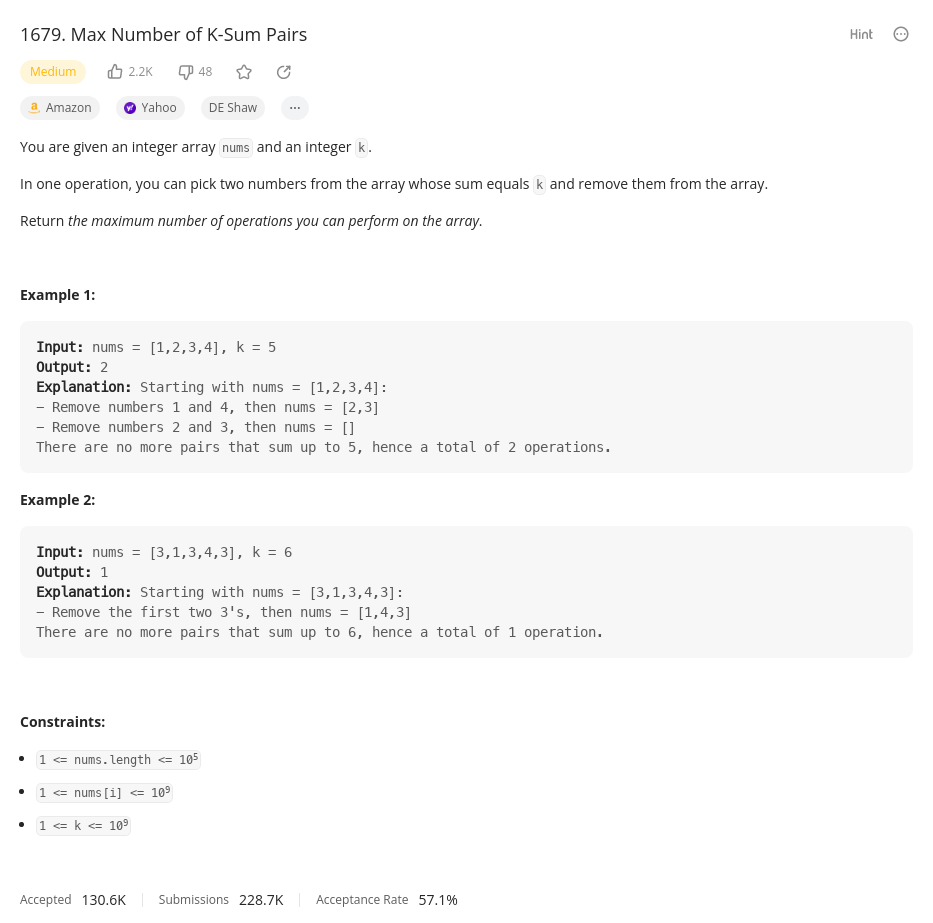 1679. Max Number of K-Sum Pairs
Hint
Medium 2.2K 48
Amazon Yahoo DE Shaw ...
You are given an integer array nums and an integer k.
In one operation, you can pick two numbers from the array whose sum equals k and remove them from the array.
Return the maximum number of operations you can perform on the array.
Example 1:
Input: nums = [1,2,3,4], k = 5
Output: 2
Explanation: Starting with nums = [1,2,3,4]:
- Remove numbers 1 and 4, then nums = [2,3]
- Remove numbers 2 and 3, then nums = []
There are no more pairs that sum up to 5, hence a total of 2 operations.
Example 2:
Input: nums = [3,1,3,4,3], k = 6
Output: 1
Explanation: Starting with nums = [3,1,3,4,3]:
- Remove the first two 3's, then nums = [1,4,3]
There are no more pairs that sum up to 6, hence a total of 1 operation.
Constraints:
• 1 <= nums.length <= 10⁵
• 1 <= nums[i] <= 10⁹
• 1 <= k <= 10⁹
Accepted 130.6K Submissions 228.7K Acceptance Rate 57.1%